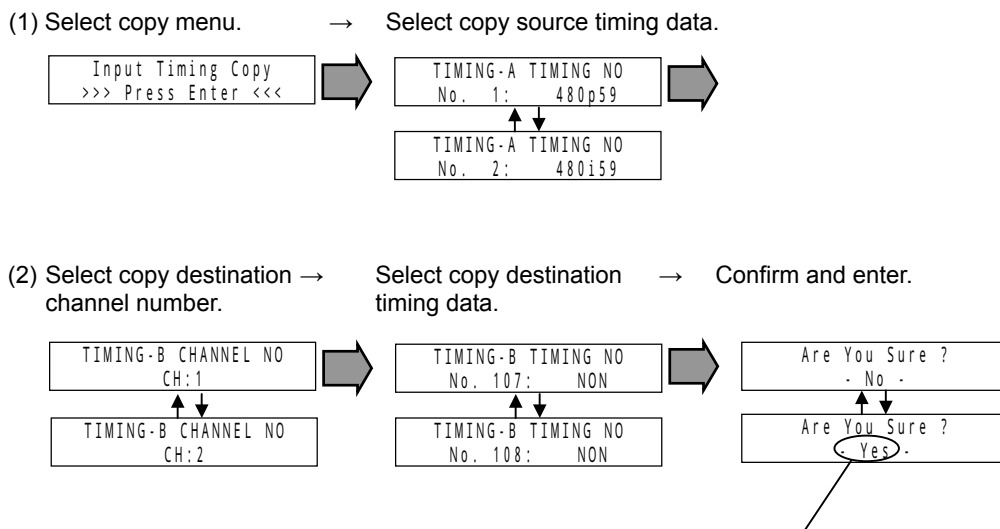 (1) Select copy menu. → Select copy source timing data.
Input Timing Copy
>>> Press Enter <<<
TIMING-A TIMING NO
No. 1: 480p59
TIMING-A TIMING NO
No. 2: 480i59
(2) Select copy destination → Select copy destination → Confirm and enter.
channel number. timing data.
TIMING-B CHANNEL NO
CH:1
TIMING-B CHANNEL NO
CH:2
TIMING-B TIMING NO
No. 107: NON
TIMING-B TIMING NO
No. 108: NON
Are You Sure ?
- No -
Are You Sure ?
- Yes -